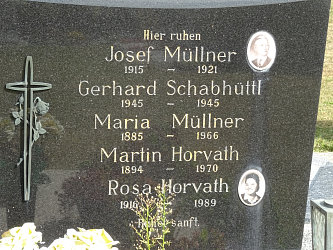 Hier ruhen
Josef Müllner
1915 – 1921
Gerhard Schabhüttl
1945 – 1945
Maria Müllner
1885 – 1966
Martin Horvath
1894 – 1970
Rosa Horvath
1916 – 1989
sanft.